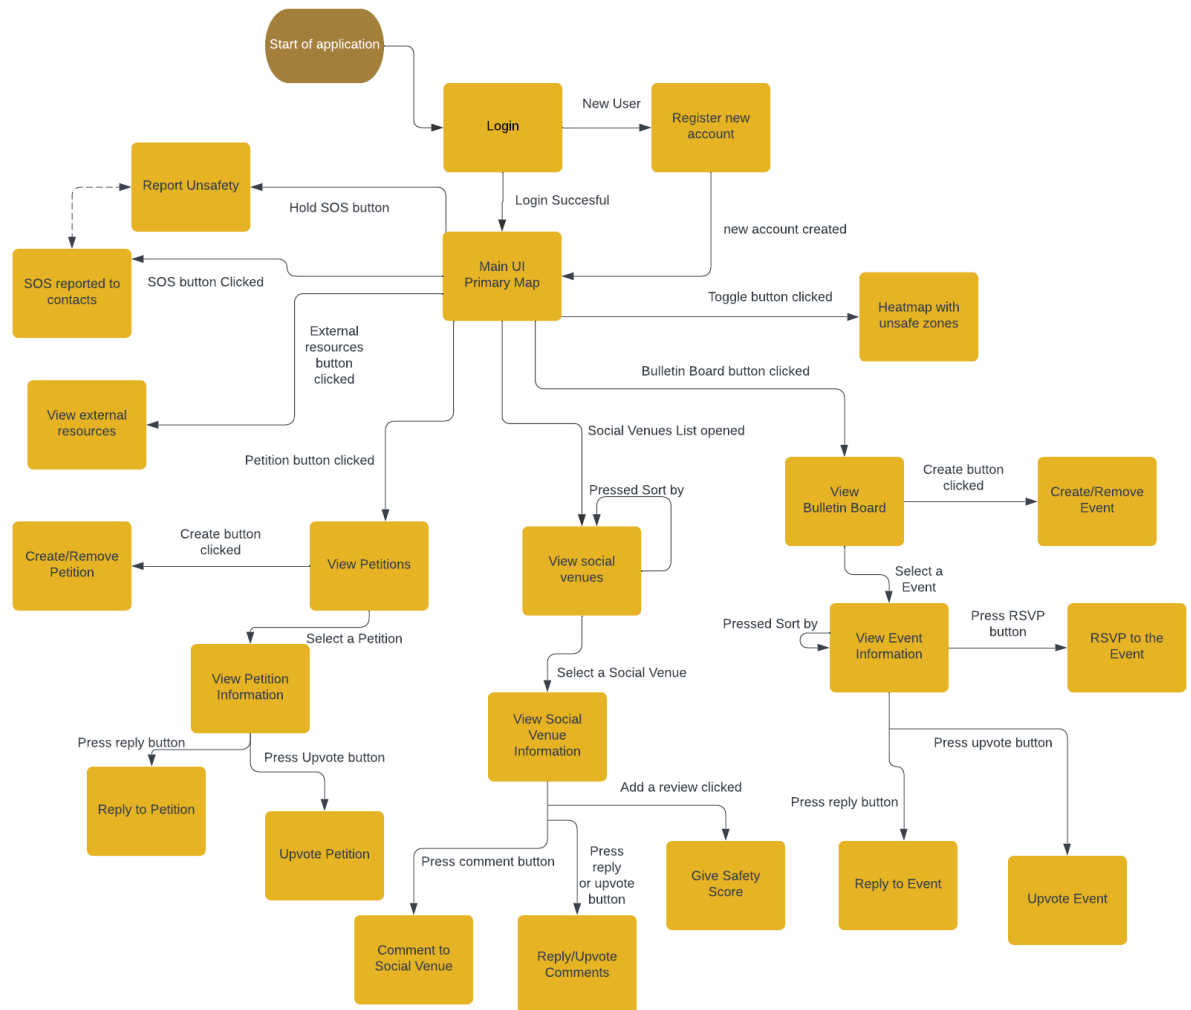 Start of application
Login
New User
Register new
account
Report Unsafety
Hold SOS button
Login Succesful
new account created
SOS reported to
contacts
SOS button Clicked
Main UI
Primary Map
Toggle button clicked
Heatmap with
unsafe zones
External
resources
button
clicked
Bulletin Board button clicked
View external
resources
Petition button clicked
Social Venues List opened
Pressed Sort by
View
Bulletin Board
Create button
clicked
Create/Remove
Event
Create/Remove
Petition
Create button
clicked
View Petitions
View social
venues
Select a
Event
Select a Petition
Pressed Sort by
View Event
Information
Press RSVP
button
RSVP to the
Event
View Petition
Information
Select a Social Venue
View Social
Venue
Information
Press reply button
Press Upvote button
Press upvote button
Reply to Petition
Upvote Petition
Add a review clicked
Press reply button
Press comment button
Press
reply
or upvote
button
Give Safety
Score
Reply to Event
Upvote Event
Comment to
Social Venue
Reply/Upvote
Comments